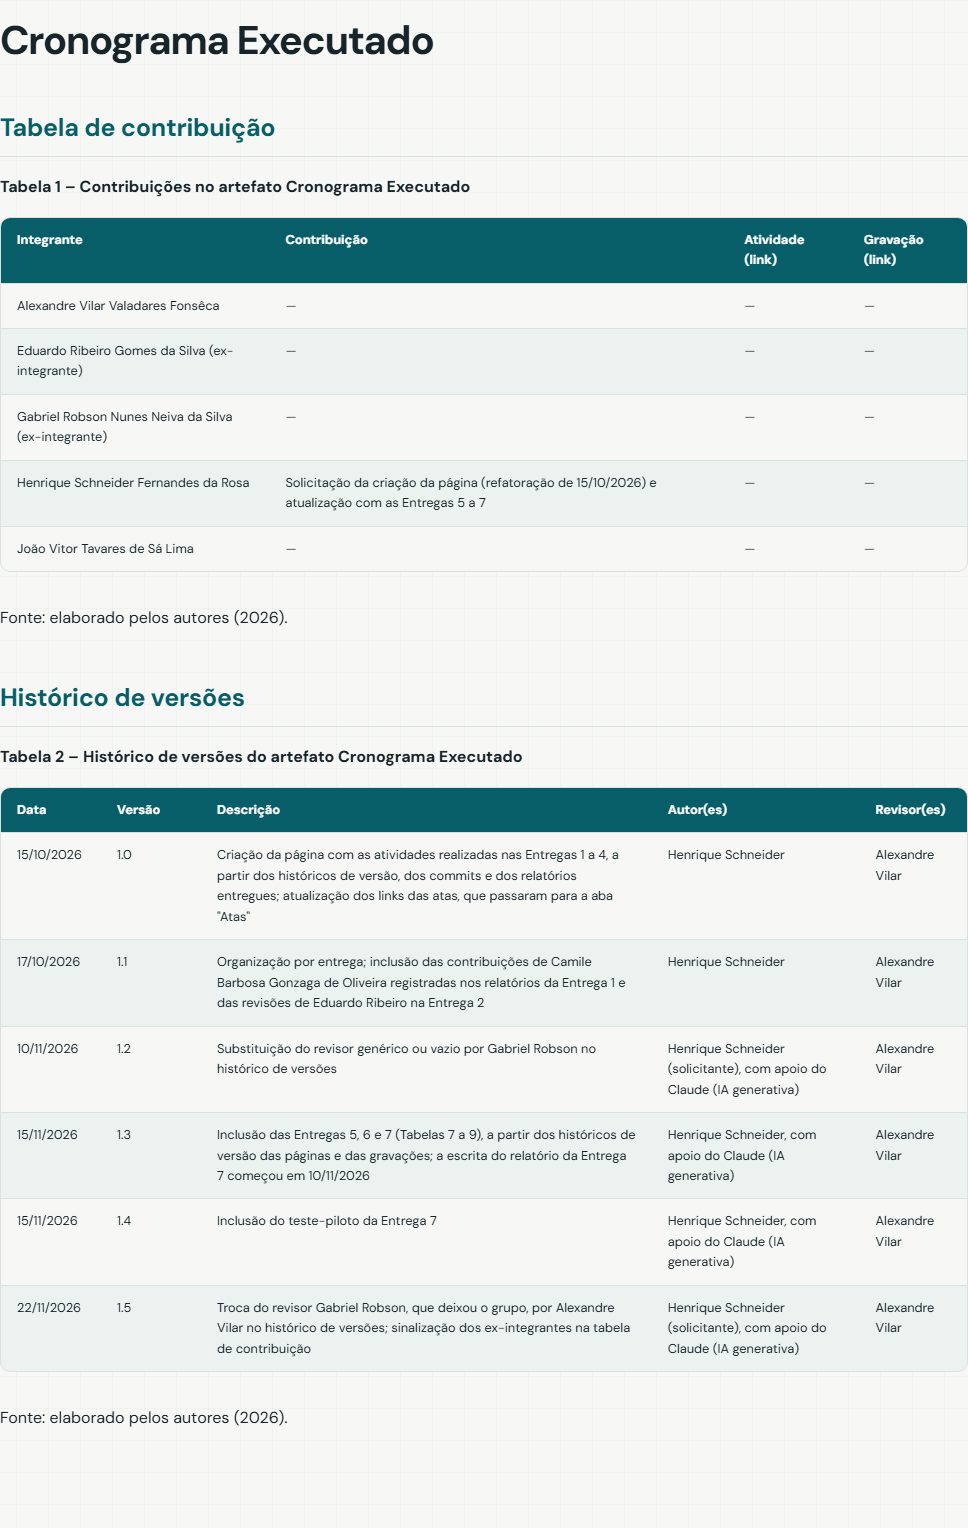 Cronograma Executado
Tabela de contribuição
Tabela 1 – Contribuições no artefato Cronograma Executado
Integrante Contribuição Atividade (link) Gravação (link)
Alexandre Vilar Valadares Fonsêca — — —
Eduardo Ribeiro Gomes da Silva (ex-
integrante) — — —
Gabriel Robson Nunes Neiva da Silva
(ex-integrante) — — —
Henrique Schneider Fernandes da Rosa Solicitação da criação da página (refatoração de 15/10/2026) e
atualização com as Entregas 5 a 7 — —
João Vitor Tavares de Sá Lima — — —
Fonte: elaborado pelos autores (2026).
Histórico de versões
Tabela 2 – Histórico de versões do artefato Cronograma Executado
Data Versão Descrição Autor(es) Revisor(es)
15/10/2026 1.0 Criação da página com as atividades realizadas nas Entregas 1 a 4, a
partir dos históricos de versão, dos commits e dos relatórios
entregues; atualização dos links das atas, que passaram para a aba
"Atas" Henrique Schneider Alexandre
Vilar
17/10/2026 1.1 Organização por entrega; inclusão das contribuições de Camile
Barbosa Gonzaga de Oliveira registradas nos relatórios da Entrega 1 e
das revisões de Eduardo Ribeiro na Entrega 2 Henrique Schneider Alexandre
Vilar
10/11/2026 1.2 Substituição do revisor genérico ou vazio por Gabriel Robson no
histórico de versões Henrique Schneider
(solicitante), com apoio do
Claude (IA generativa) Alexandre
Vilar
15/11/2026 1.3 Inclusão das Entregas 5, 6 e 7 (Tabelas 7 a 9), a partir dos históricos de
versão das páginas e das gravações; a escrita do relatório da Entrega
7 começou em 10/11/2026 Henrique Schneider, com
apoio do Claude (IA
generativa) Alexandre
Vilar
15/11/2026 1.4 Inclusão do teste-piloto da Entrega 7 Henrique Schneider, com
apoio do Claude (IA
generativa) Alexandre
Vilar
22/11/2026 1.5 Troca do revisor Gabriel Robson, que deixou o grupo, por Alexandre
Vilar no histórico de versões; sinalização dos ex-integrantes na tabela
de contribuição Henrique Schneider
(solicitante), com apoio do
Claude (IA generativa) Alexandre
Vilar
Fonte: elaborado pelos autores (2026).